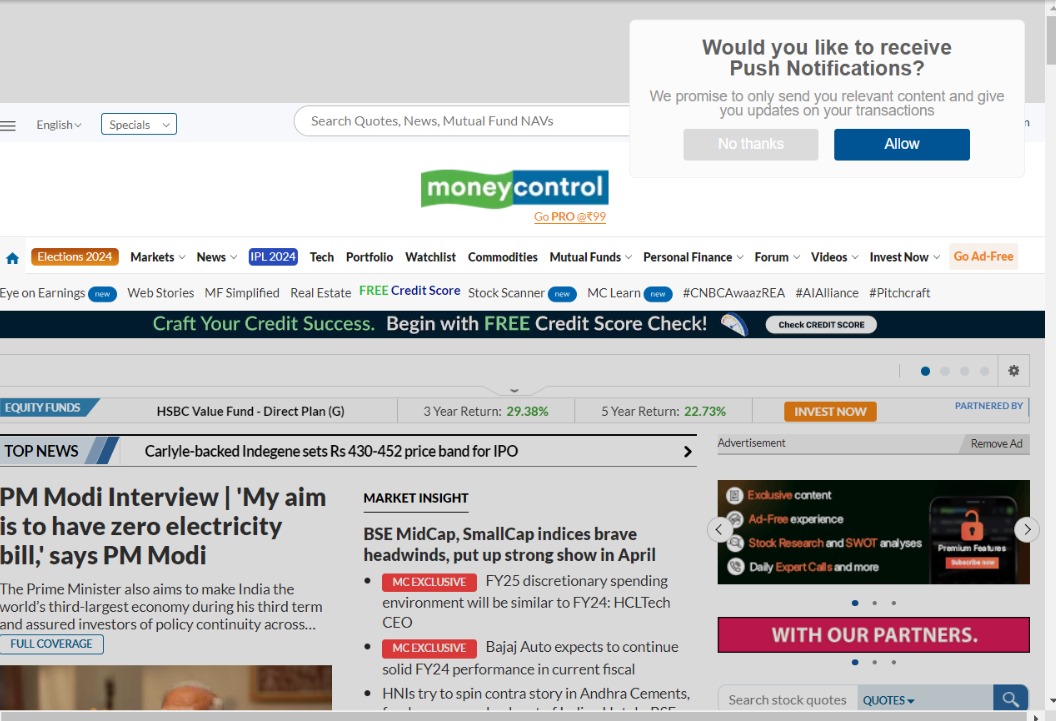 Would you like to receive
Push Notifications?
We promise to only send you relevant content and give
you updates on your transactions
No thanks
Allow
English
Specials
Search Quotes, News, Mutual Fund NAVs
moneycontrol
Go PRO @₹99
Elections 2024 Markets News IPL 2024 Tech Portfolio Watchlist Commodities Mutual Funds Personal Finance Forum Videos Invest Now Go Ad-Free
Eye on Earnings new Web Stories MF Simplified Real Estate FREE Credit Score Stock Scanner new MC Learn new #CNBCAwaazREA #AIAlliance #Pitchcraft
Craft Your Credit Success. Begin with FREE Credit Score Check! Check CREDIT SCORE
EQUITY FUNDS HSBC Value Fund - Direct Plan (G) 3 Year Return: 29.38% 5 Year Return: 22.73% INVEST NOW PARTNERED BY
TOP NEWS Carlyle-backed Indegene sets Rs 430-452 price band for IPO
PM Modi Interview | 'My aim
is to have zero electricity
bill,' says PM Modi
The Prime Minister also aims to make India the
world's third-largest economy during his third term
and assured investors of policy continuity across...
FULL COVERAGE
MARKET INSIGHT
BSE MidCap, SmallCap indices brave
headwinds, put up strong show in April
MC EXCLUSIVE FY25 discretionary spending
environment will be similar to FY24: HCLTech
CEO
MC EXCLUSIVE Bajaj Auto expects to continue
solid FY24 performance in current fiscal
HNIs try to spin contra story in Andhra Cements,
Advertisement Remove Ad
Exclusive content
Ad-Free experience
Stock Research and SWOT analyses
Daily Expert Calls and more
Premium Features
Subscribe now
WITH OUR PARTNERS.
Search stock quotes QUOTES